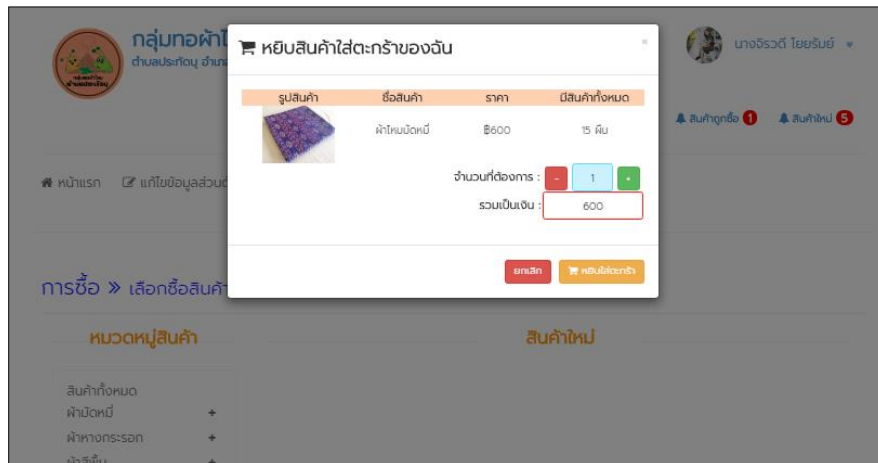 กลุ่มทอผ้าไ
ตำบลประทัดบุ อำเภ
หยิบสินค้าใส่ตะกร้าของฉัน
×
นางจิรวดี ไยยรัมย์
รูปสินค้า ชื่อสินค้า ราคา มีสินค้าทั้งหมด
ผ้าไหมมัดหมี่ ฿600 15 ผืน
สินค้าถูกซื้อ 1 สินค้าใหม่ 5
จำนวนที่ต้องการ : - 1 +
หน้าแรก แก้ไขข้อมูลส่วนต
รวมเป็นเงิน : 600
ยกเลิก หยิบใส่ตะกร้า
การซื้อ » เลือกซื้อสินค้า
หมวดหมู่สินค้า สินค้าใหม่
สินค้าทั้งหมด
ผ้ามัดหมี่ +
ผ้าหางกระรอก +
ผ้าสีพื้น +